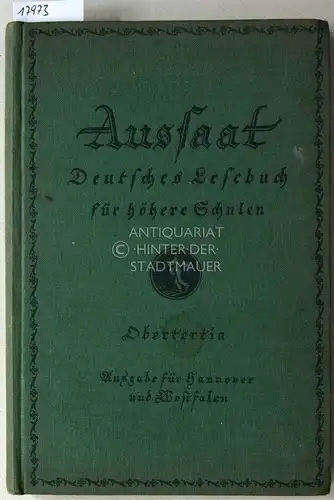 17973
Ausſaat
Deutſches Leſebuch
für höhere Schulen
ANTIQUARIAT
©-HINTER·DER-
STADTMAUER
Obertertia
Ausgabe für Hannover
und Weſtfalen